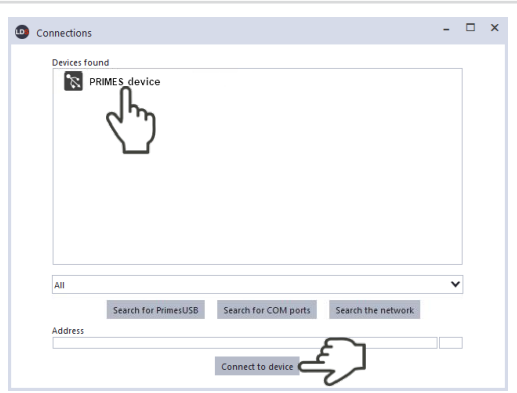 LD
Connections
Devices found
PRIMES device
All
Search for PrimesUSB Search for COM ports Search the network
Address
Connect to device